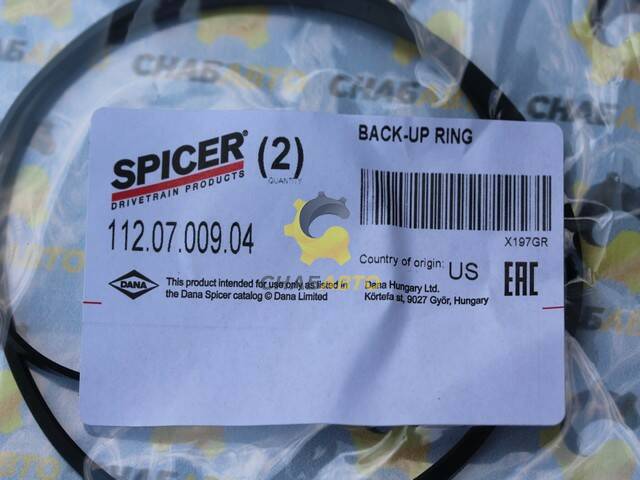 SPICER®
DRIVETRAIN PRODUCTS
(2)
QUANTITY
BACK-UP RING
112.07.009.04
X197GR
Country of origin: US
EAC
DANA
This product intended for use only as listed in
the Dana Spicer catalog © Dana Limited
Dana Hungary Ltd.
Körtefa st, 9027 Győr, Hungary
СНАБАВТО
СНАБАВТО
СНАБАВТО